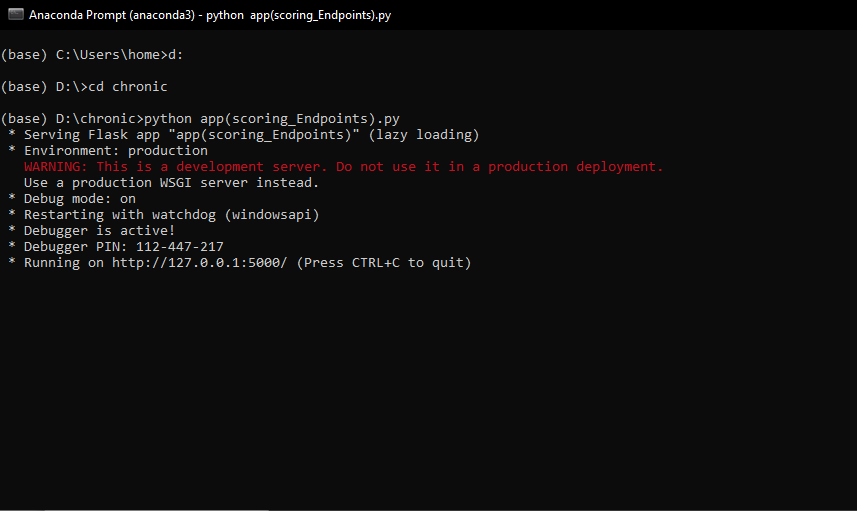 Anaconda Prompt (anaconda3) - python  app(scoring_Endpoints).py
(base) C:\Users\home>d:
(base) D:\>cd chronic
(base) D:\chronic>python app(scoring_Endpoints).py
 * Serving Flask app "app(scoring_Endpoints)" (lazy loading)
 * Environment: production
   WARNING: This is a development server. Do not use it in a production deployment.
   Use a production WSGI server instead.
 * Debug mode: on
 * Restarting with watchdog (windowsapi)
 * Debugger is active!
 * Debugger PIN: 112-447-217
 * Running on http://127.0.0.1:5000/ (Press CTRL+C to quit)